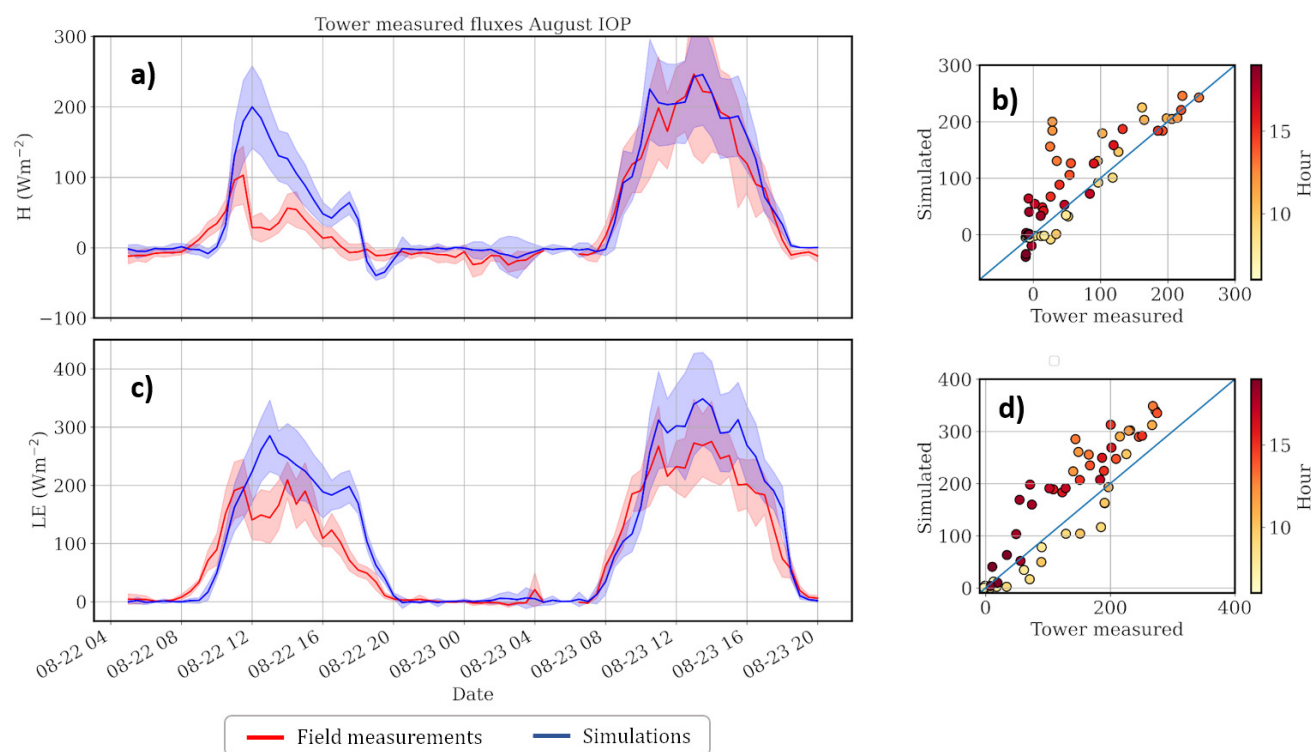 Tower measured fluxes August IOP
a)
H (Wm⁻²)
300
200
100
0
−100
c)
LE (Wm⁻²)
400
300
200
100
0
08-22 04
08-22 08
08-22 12
08-22 16
08-22 20
08-23 00
08-23 04
08-23 08
08-23 12
08-23 16
08-23 20
Date
Field measurements
Simulations
b)
Simulated
300
200
100
0
0
100
200
300
Tower measured
15
10
Hour
d)
Simulated
400
300
200
100
0
0
200
400
Tower measured
15
10
Hour